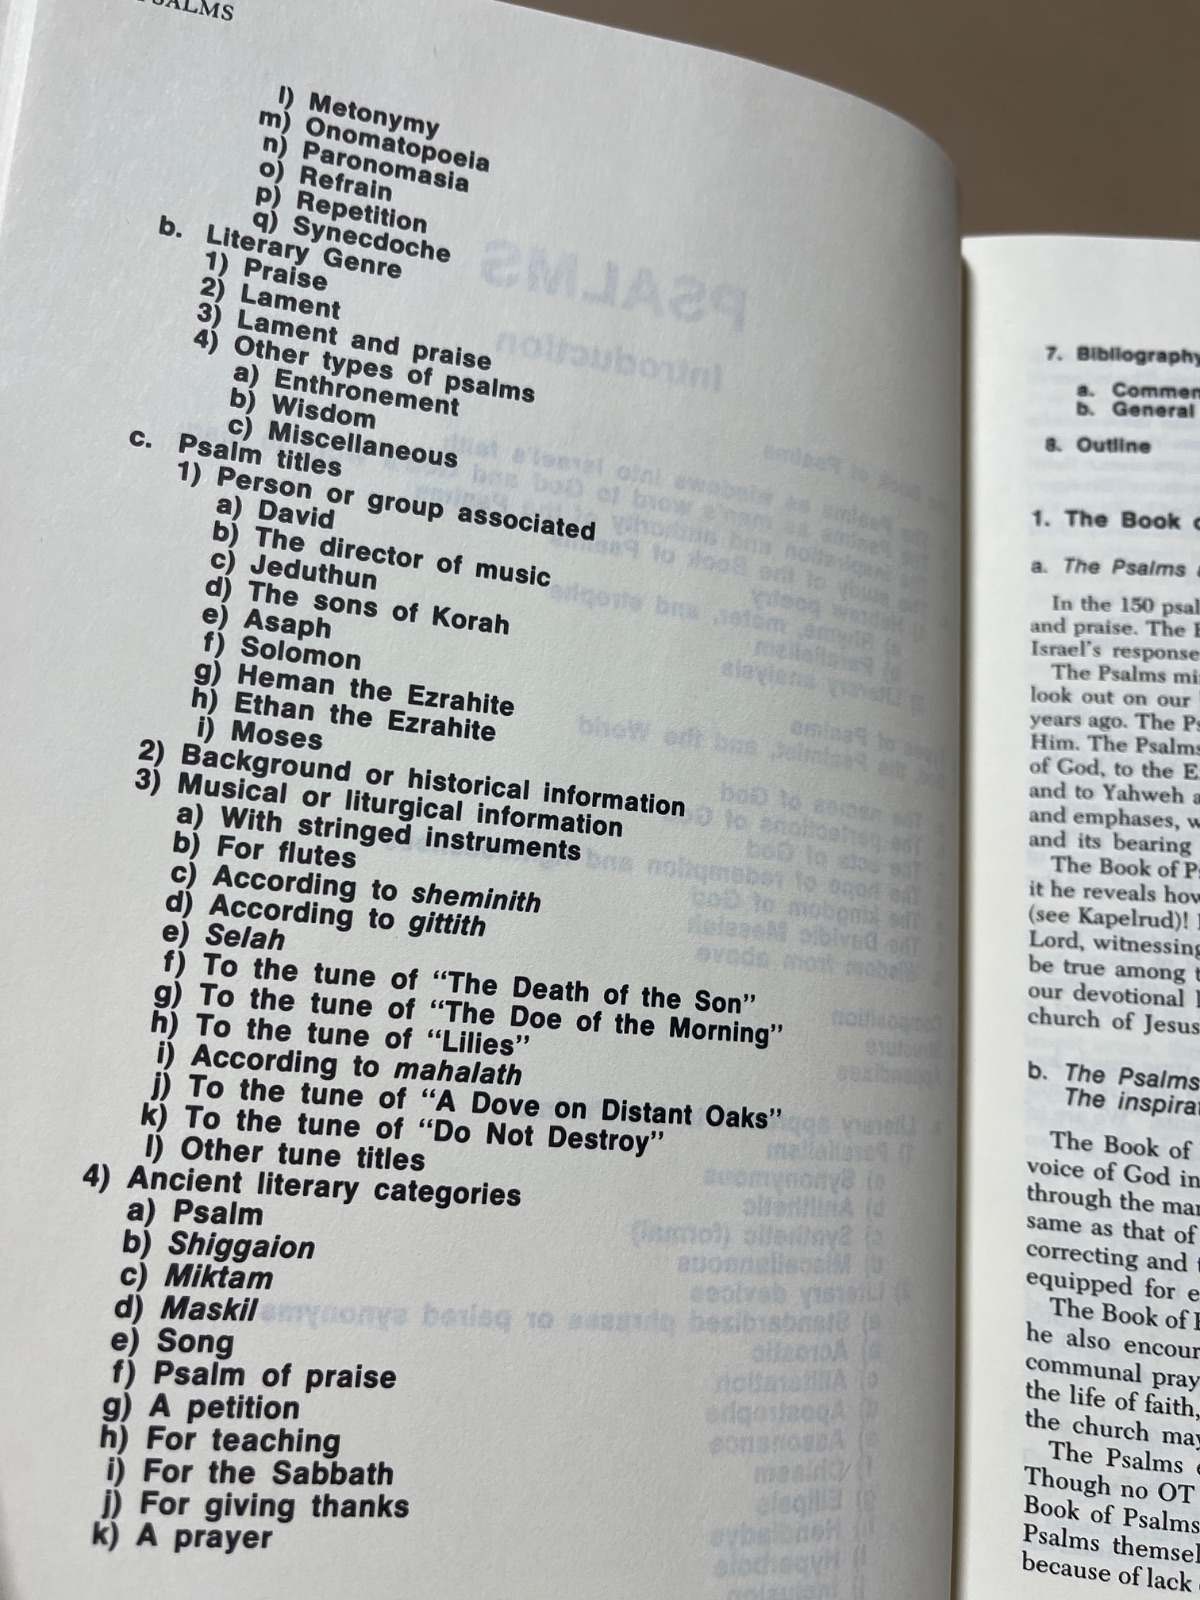 PSALMS
l) Metonymy
m) Onomatopoeia
n) Paronomasia
o) Refrain
p) Repetition
q) Synecdoche
b. Literary Genre
1) Praise
2) Lament
3) Lament and praise
4) Other types of psalms
a) Enthronement
b) Wisdom
c) Miscellaneous
c. Psalm titles
1) Person or group associated
a) David
b) The director of music
c) Jeduthun
d) The sons of Korah
e) Asaph
f) Solomon
g) Heman the Ezrahite
h) Ethan the Ezrahite
i) Moses
2) Background or historical information
3) Musical or liturgical information
a) With stringed instruments
b) For flutes
c) According to sheminith
d) According to gittith
e) Selah
f) To the tune of “The Death of the Son”
g) To the tune of “The Doe of the Morning”
h) To the tune of “Lilies”
i) According to mahalath
j) To the tune of “A Dove on Distant Oaks”
k) To the tune of “Do Not Destroy”
l) Other tune titles
4) Ancient literary categories
a) Psalm
b) Shiggaion
c) Miktam
d) Maskil
e) Song
f) Psalm of praise
g) A petition
h) For teaching
i) For the Sabbath
j) For giving thanks
k) A prayer
7. Bibliography
a. Commen
b. General
8. Outline
1. The Book
a. The Psalms
In the 150 psal
and praise. The
Israel's response
The Psalms mi
look out on our
years ago. The Ps
Him. The Psalms
of God, to the E
and to Yahweh a
and emphases, w
and its bearing
The Book of Ps
it he reveals how
(see Kapelrud)!
Lord, witnessing
be true among t
our devotional
church of Jesus
b. The Psalms
The inspirat
The Book of
voice of God in
through the man
same as that of
correcting and
equipped for e
The Book of
he also encour
communal pray
the life of faith,
the church may
The Psalms
Though no OT
Book of Psalms
Psalms themsel
because of lack